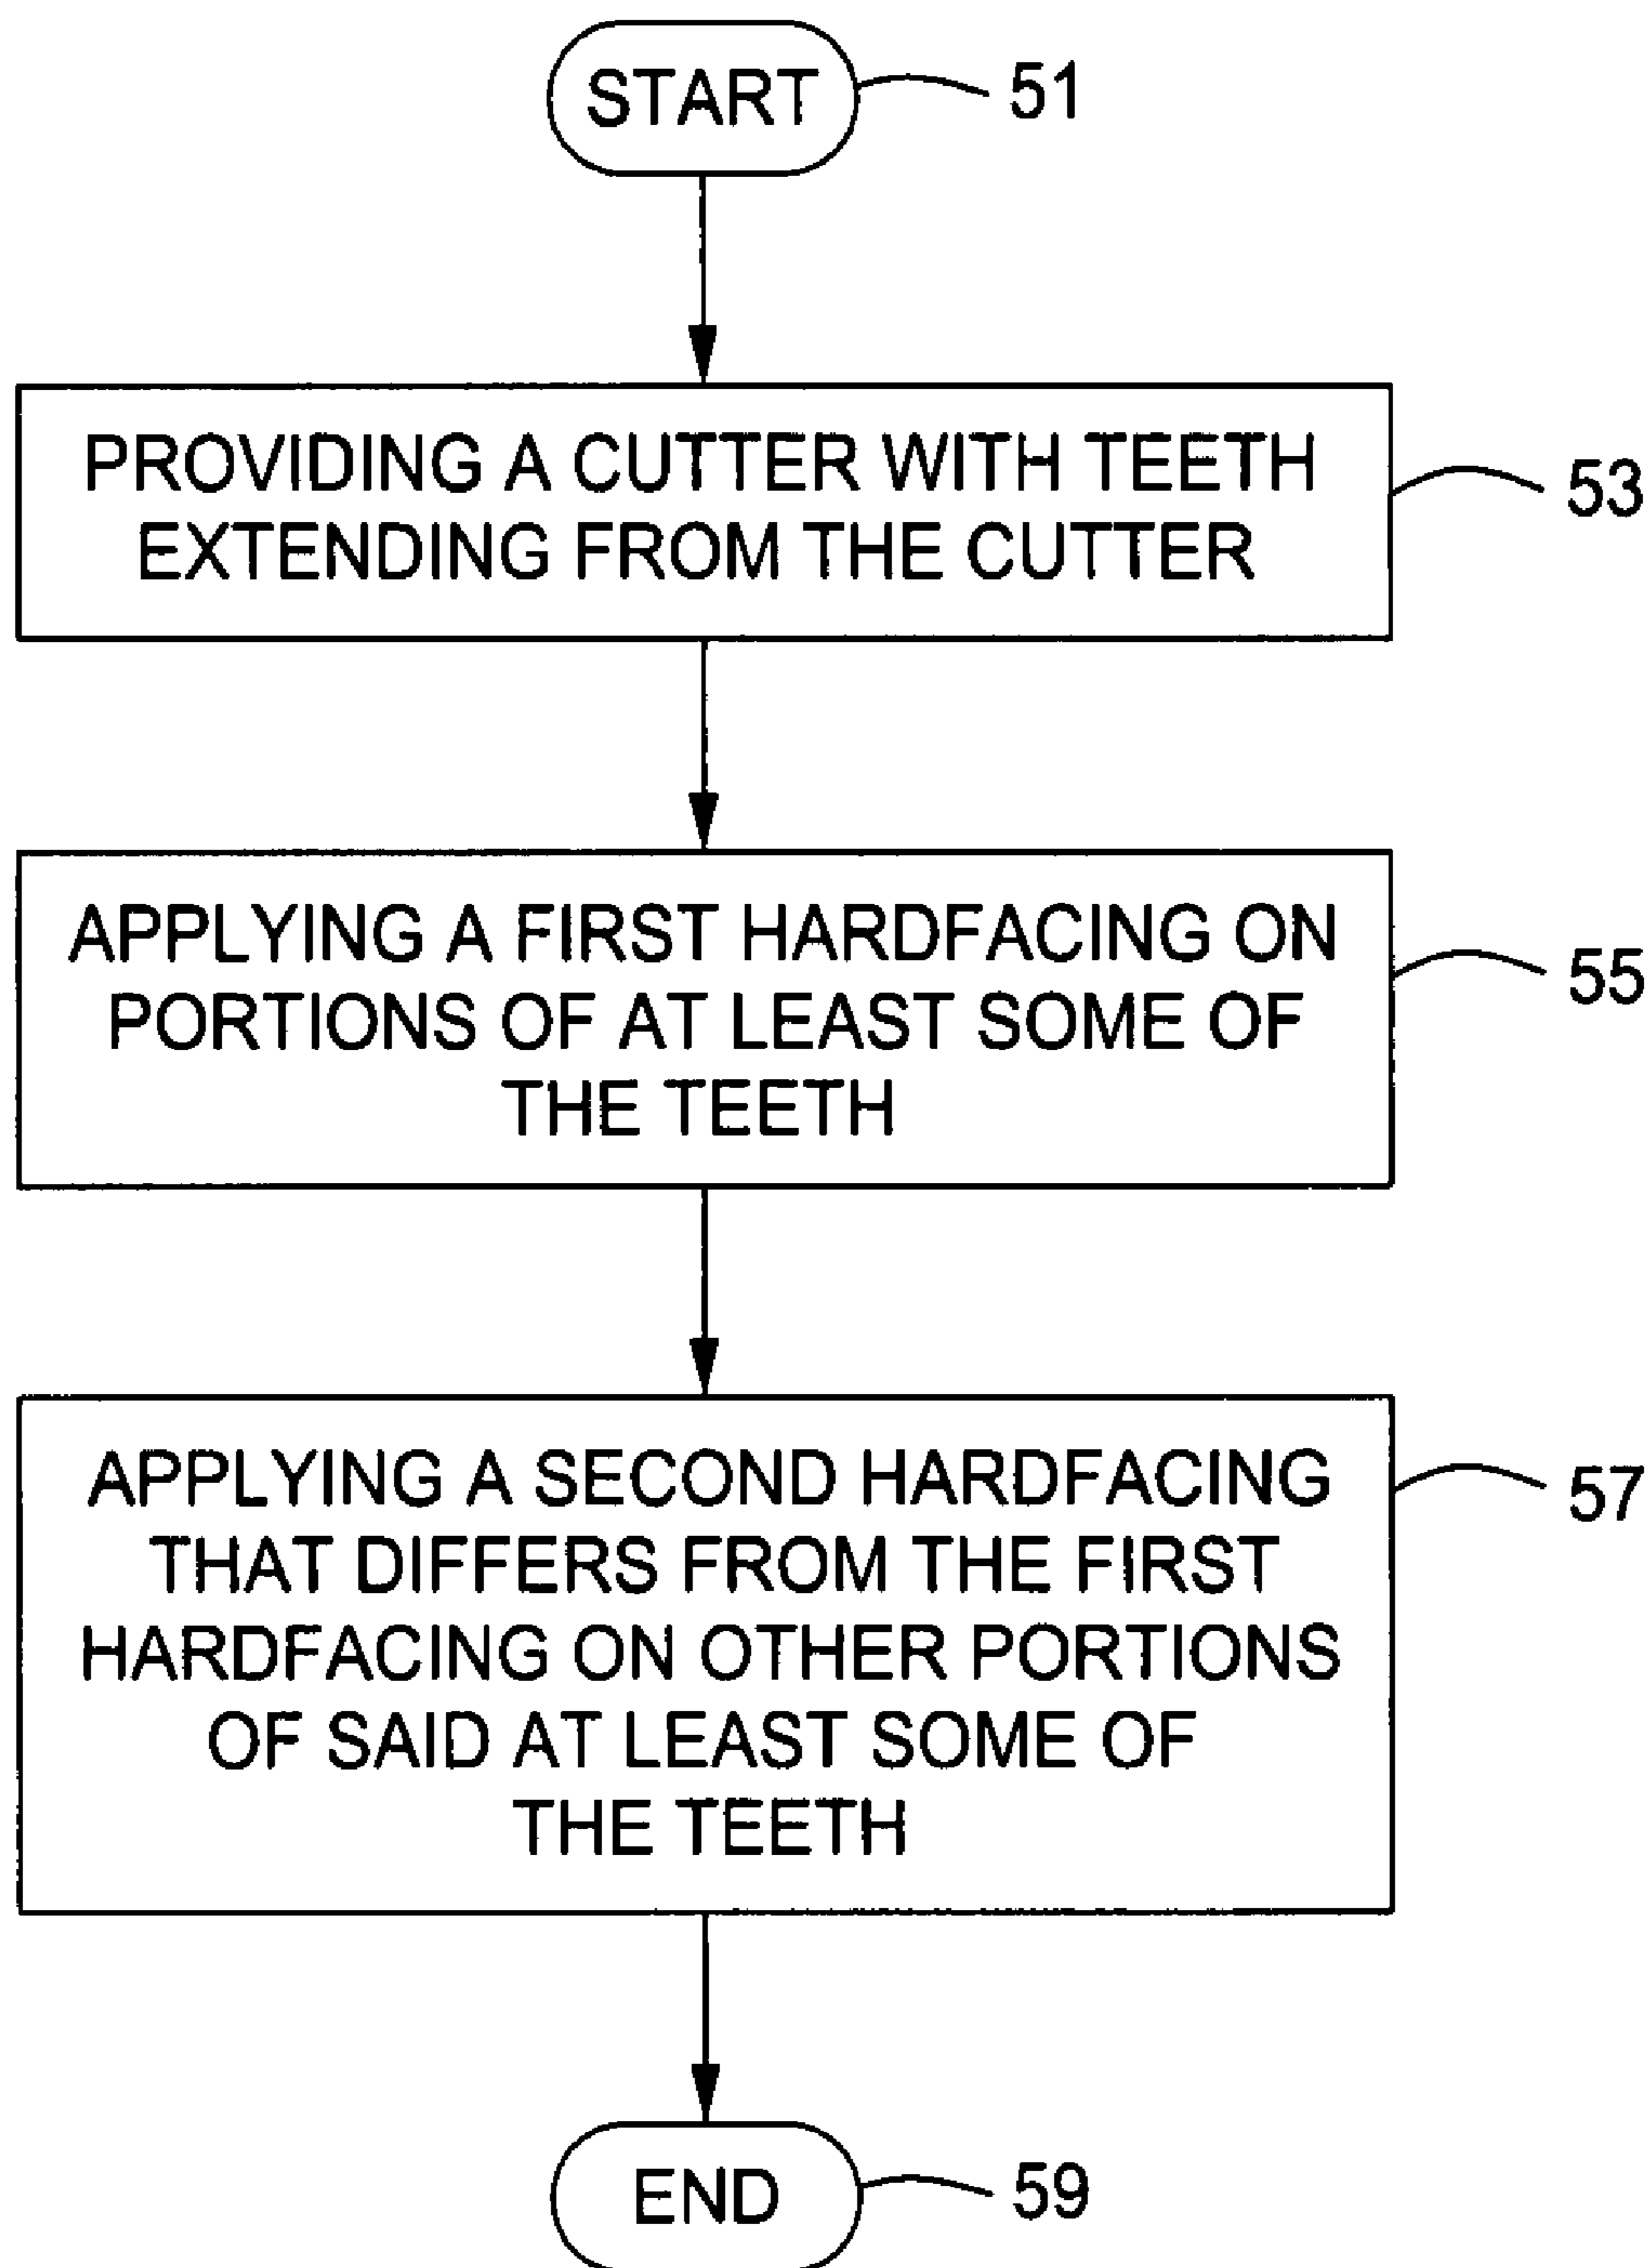 START
51
PROVIDING A CUTTER WITH TEETH
EXTENDING FROM THE CUTTER
53
APPLYING A FIRST HARDFACING ON
PORTIONS OF AT LEAST SOME OF
THE TEETH
55
APPLYING A SECOND HARDFACING
THAT DIFFERS FROM THE FIRST
HARDFACING ON OTHER PORTIONS
OF SAID AT LEAST SOME OF
THE TEETH
57
END
59